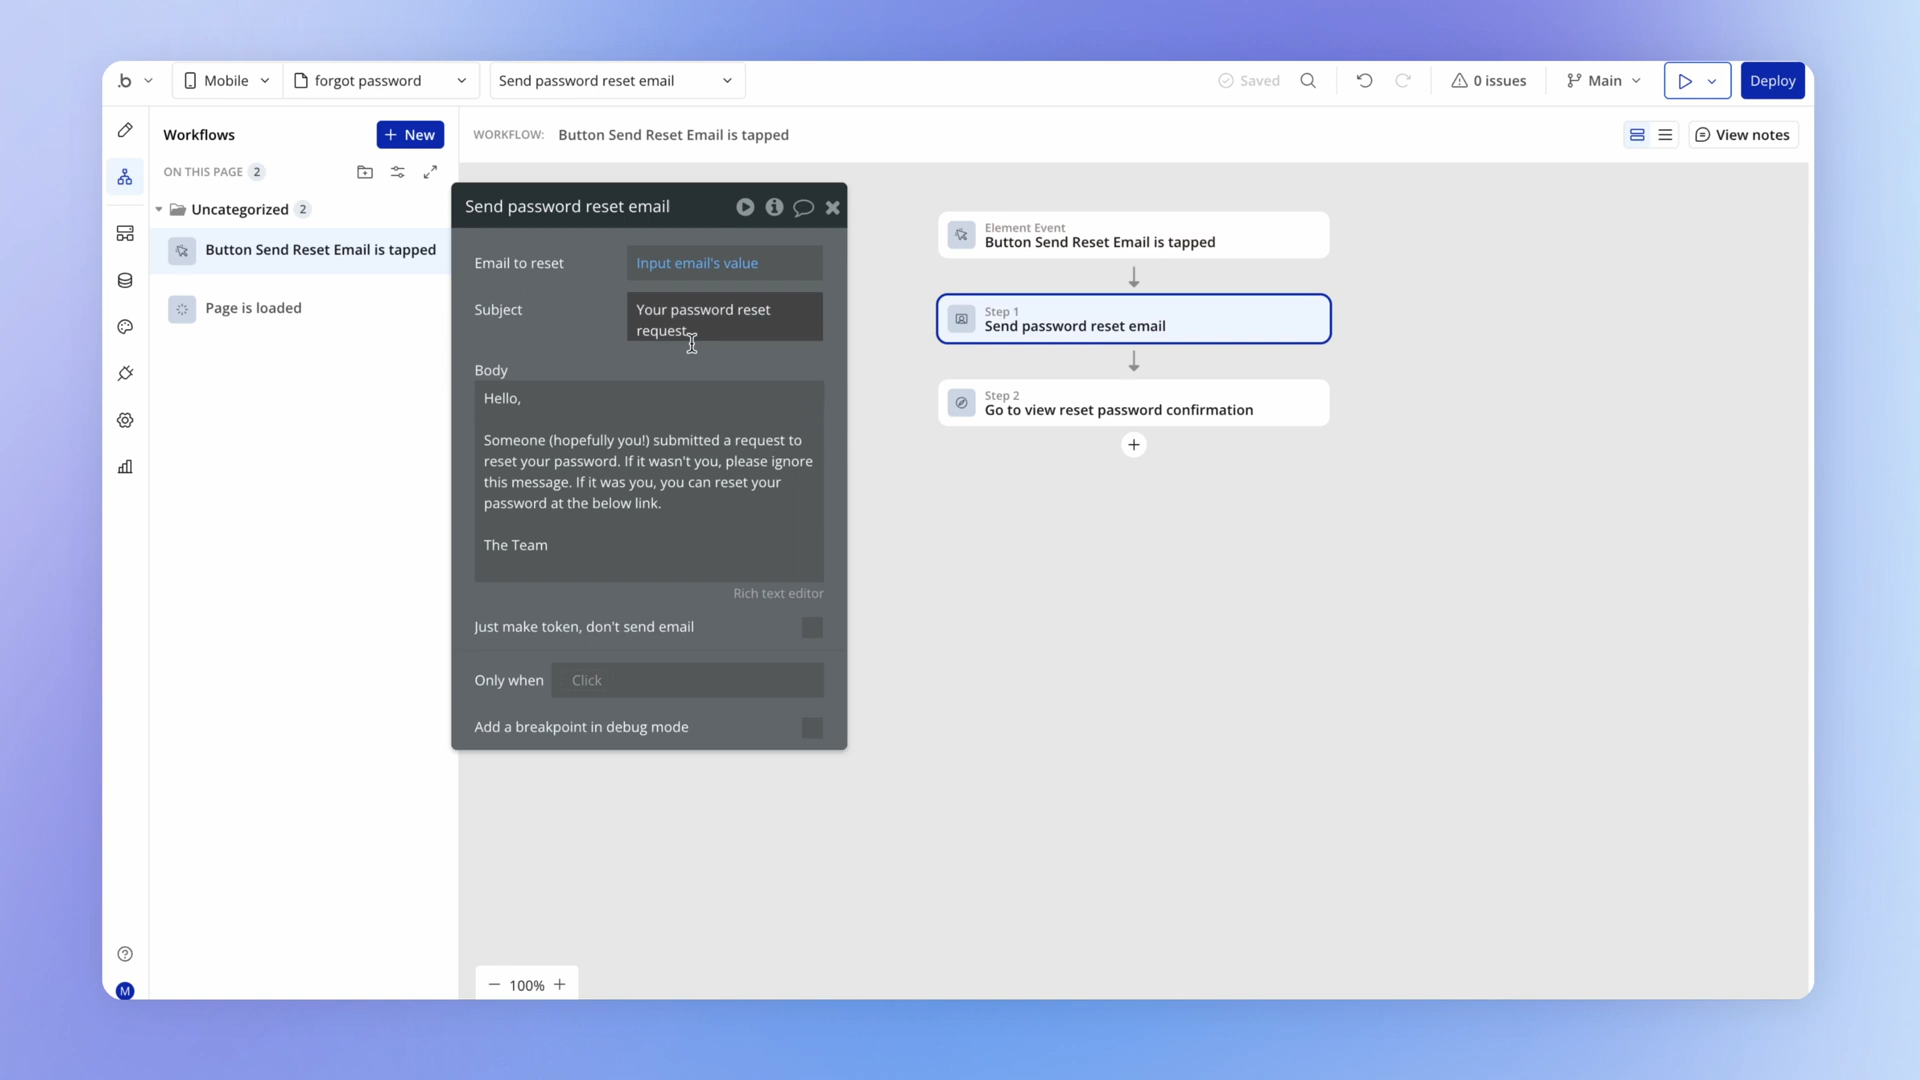 .b
Mobile
forgot password
Send password reset email
Saved
0 issues
Main
Deploy
Workflows
+ New
WORKFLOW:
Button Send Reset Email is tapped
View notes
ON THIS PAGE 2
Uncategorized 2
Button Send Reset Email is tapped
Page is loaded
Send password reset email
Email to reset
Input email's value
Subject
Your password reset
request
Body
Hello,
Someone (hopefully you!) submitted a request to
reset your password. If it wasn't you, please ignore
this message. If it was you, you can reset your
password at the below link.
The Team
Rich text editor
Just make token, don't send email
Only when
Click
Add a breakpoint in debug mode
Element Event
Button Send Reset Email is tapped
Step 1
Send password reset email
Step 2
Go to view reset password confirmation
100%
M